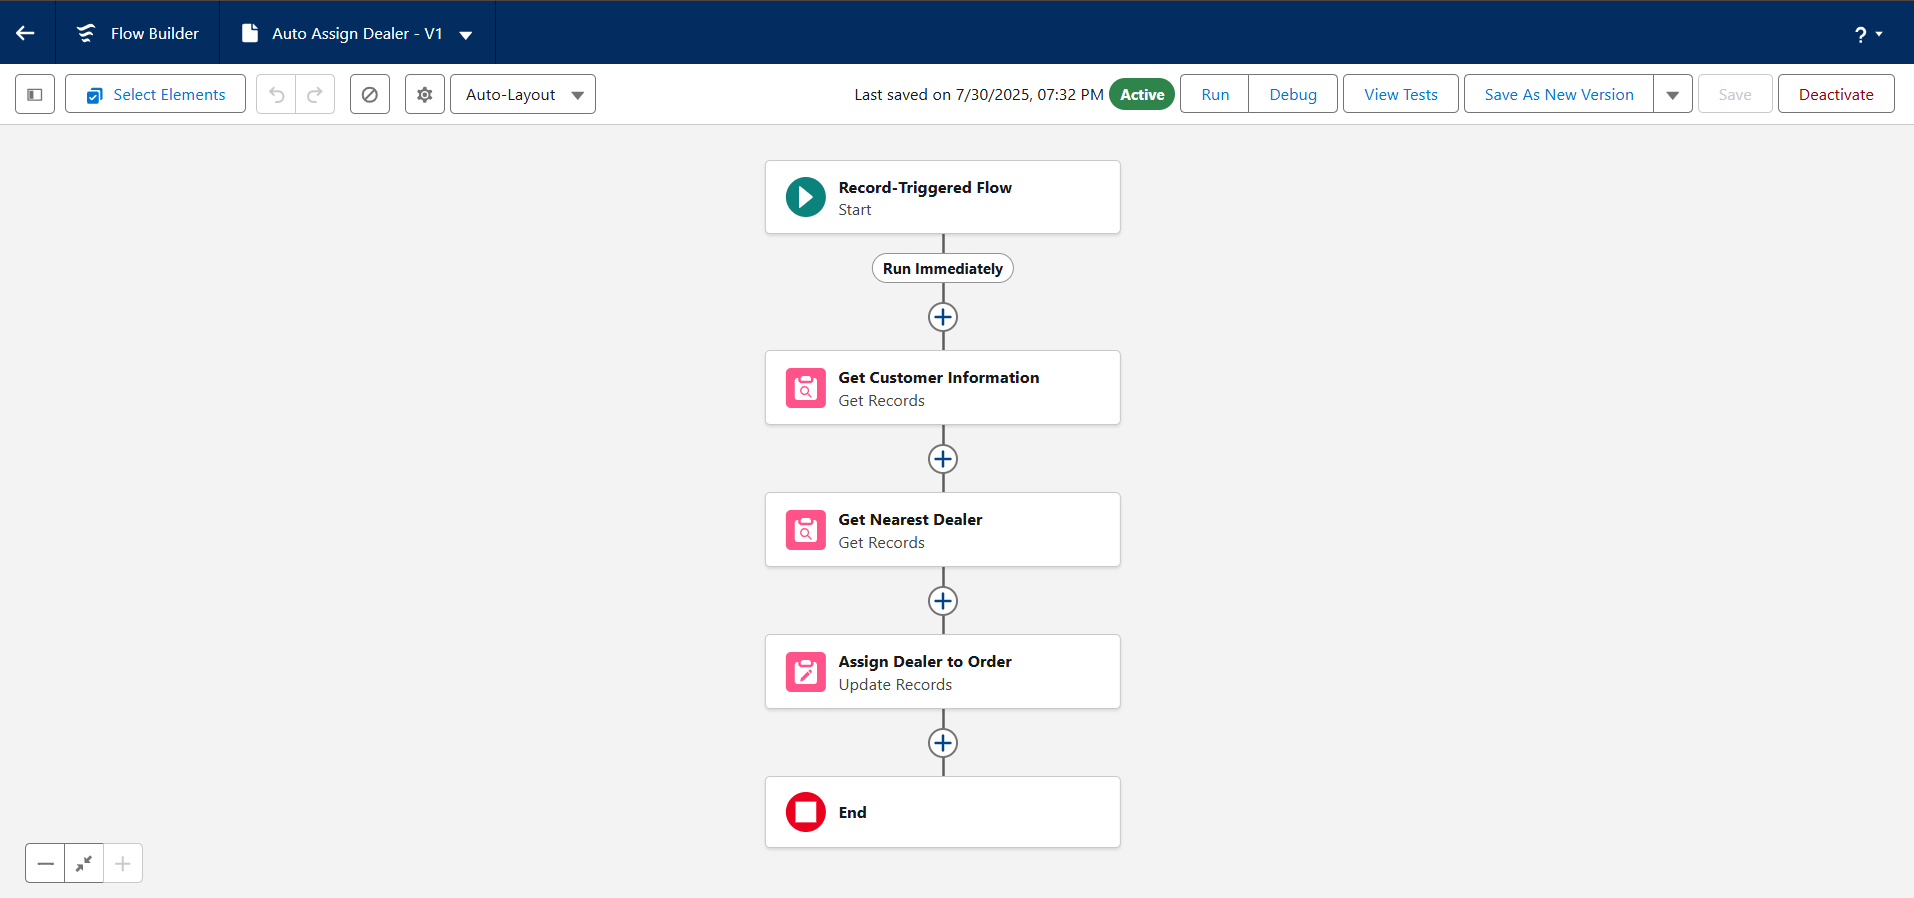 Flow Builder
Auto Assign Dealer - V1
?
Select Elements
Auto-Layout
Last saved on 7/30/2025, 07:32 PM
Active
Run
Debug
View Tests
Save As New Version
Save
Deactivate
Record-Triggered Flow
Start
Run Immediately
Get Customer Information
Get Records
Get Nearest Dealer
Get Records
Assign Dealer to Order
Update Records
End